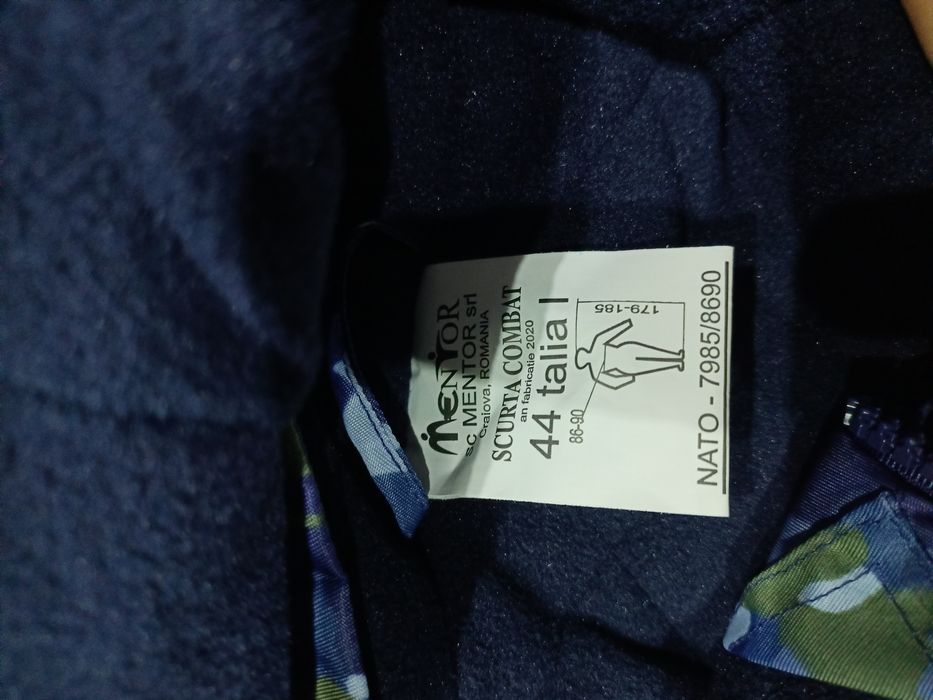 MENTOR
SC MENTOR srl
Craiova, ROMANIA
SCURTA COMBAT
an fabricatie 2020
44 talia I
179-185
86-90
NATO - 7985/8690